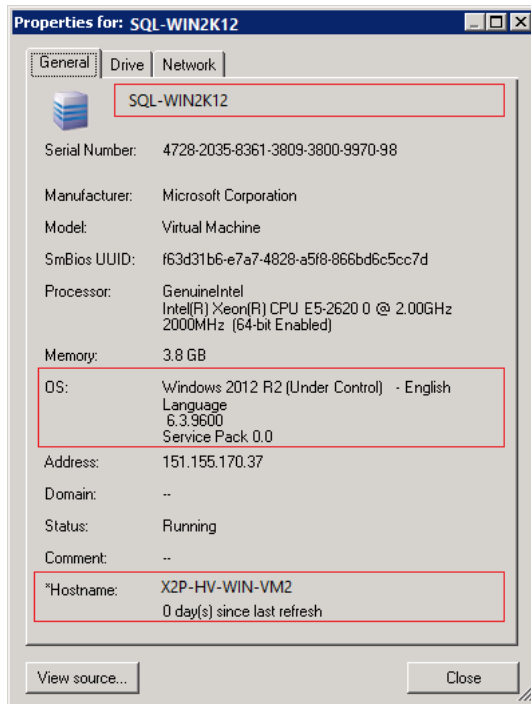 Properties for: SQL-WIN2K12
General Drive Network
SQL-WIN2K12
Serial Number: 4728-2035-8361-3809-3800-9970-98
Manufacturer: Microsoft Corporation
Model: Virtual Machine
SmBios UUID: f63d31b6-e7a7-4828-a5f8-866bd6c5cc7d
Processor: GenuineIntel
Intel(R) Xeon(R) CPU E5-2620 0 @ 2.00GHz
2000MHz (64-bit Enabled)
Memory: 3.8 GB
OS: Windows 2012 R2 (Under Control) - English
Language
6.3.9600
Service Pack 0.0
Address: 151.155.170.37
Domain: --
Status: Running
Comment: --
*Hostname: X2P-HV-WIN-VM2
0 day(s) since last refresh
View source... Close